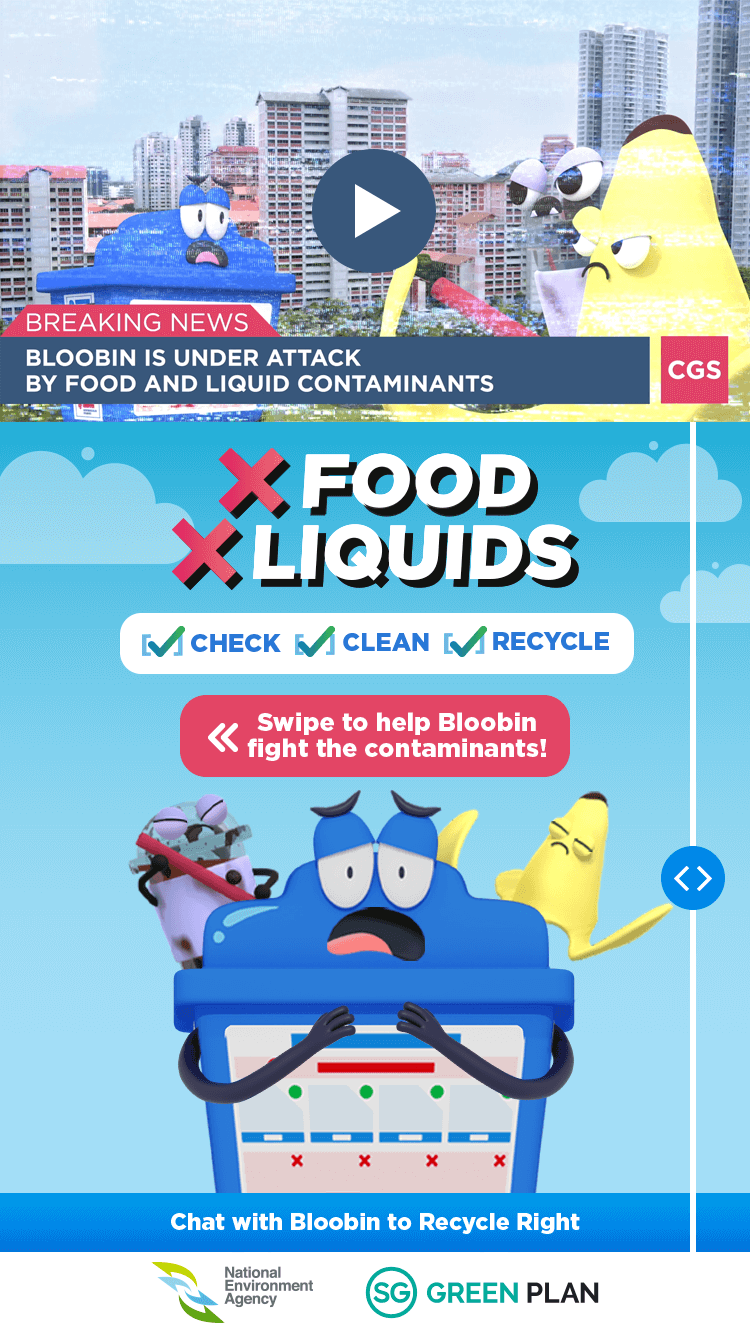 BREAKING NEWS
BLOOBIN IS UNDER ATTACK
BY FOOD AND LIQUID CONTAMINANTS
CGS
FOOD
LIQUIDS
CHECK CLEAN RECYCLE
Swipe to help Bloobin
fight the contaminants!
Chat with Bloobin to Recycle Right
National
Environment
Agency
SG GREEN PLAN